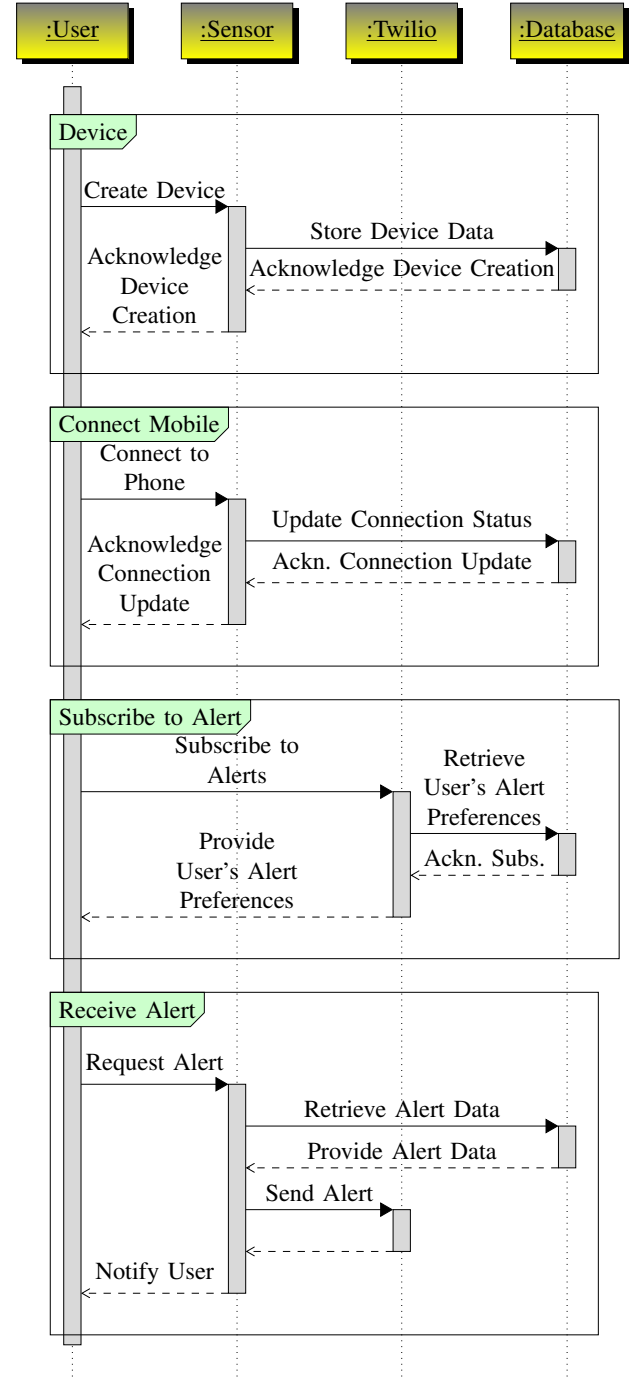 :User
:Sensor
:Twilio
:Database
Device
Create Device
Store Device Data
Acknowledge
Device
Creation
Acknowledge Device Creation
Connect Mobile
Connect to
Phone
Update Connection Status
Acknowledge
Connection
Update
Ackn. Connection Update
Subscribe to Alert
Subscribe to
Alerts
Retrieve
User's Alert
Preferences
Provide
User's Alert
Preferences
Ackn. Subs.
Receive Alert
Request Alert
Retrieve Alert Data
Provide Alert Data
Send Alert
Notify User